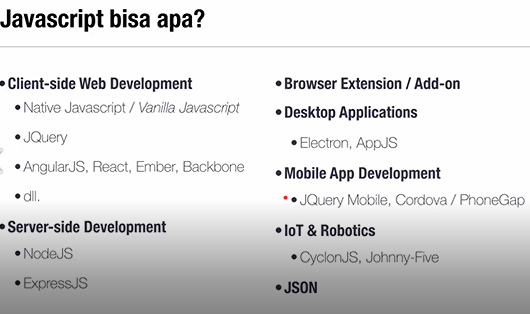 Javascript bisa apa?
•Client-side Web Development
•Native Javascript / Vanilla Javascript
•JQuery
•AngularJS, React, Ember, Backbone
•dll.
•Server-side Development
•NodeJS
•ExpressJS
•Browser Extension / Add-on
•Desktop Applications
•Electron, AppJS
•Mobile App Development
•JQuery Mobile, Cordova / PhoneGap
•IoT & Robotics
•CyclonJS, Johnny-Five
•JSON